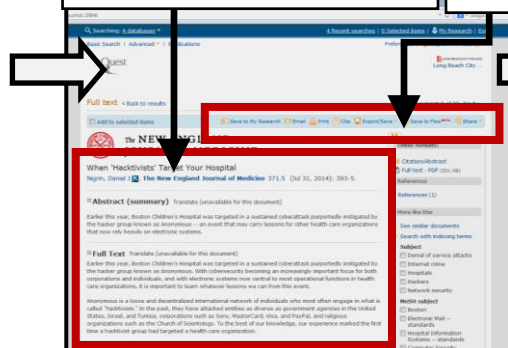 Searching: 4 databases
4 Recent searches | 0 Selected items | My Research | Exit
Basic Search | Advanced | Publications
Quest
Long Beach City ...
Full text < Back to results
Add to selected items
Save to My Research Email Print Cite Export/Save Save to Flow Share
The NEW ENGLAND
Other formats:
When 'Hacktivists' Target Your Hospital
Citation/Abstract
Nigrin, Daniel J. The New England Journal of Medicine 371.5 (Jul 31, 2014): 393-5.
Full text - PDF
References
Abstract (summary) Translate [unavailable for this document]
References (1)
Earlier this year, Boston Children's Hospital was targeted in a sustained cyberattack purportedly instigated by
the hacker group known as Anonymous — an event that may carry lessons for other health care organizations
that now rely heavily on electronic systems.
More like this
See similar documents
Search with indexing terms
Full Text Translate [unavailable for this document]
Subject
Earlier this year, Boston Children's Hospital was targeted in a sustained cyberattack purportedly instigated by
the hacker group known as Anonymous. With cybersecurity becoming an increasingly important focus for both
corporations and individuals, and with electronic systems now central to most operational functions in health
care organizations, it is important to learn whatever lessons we can from this event.
Denial of service attacks
Internet crime
Hospitals
Hackers
Network security
Anonymous is a loose and decentralized international network of individuals who most often engage in what is
called "hacktivism." In the past, they have attacked entities as diverse as government agencies in the United
States, Israel, and Tunisia, corporations such as Sony, MasterCard, Visa, and PayPal, and religious
organizations such as the Church of Scientology. To the best of our knowledge, our experience marked the first
time a hacktivist group had targeted a health care organization.
MeSH subject
Boston
Electronic Mail --
standards
Hospital Information
Systems -- standards
Computer Security